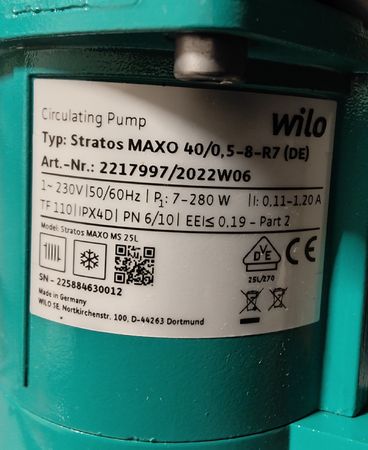 wilo
Circulating Pump
Typ: Stratos MAXO 40/0,5-8-R7 (DE)
Art.-Nr.: 2217997/2022W06
1~ 230V|50/60Hz| P₁: 7-280 W |I: 0,11-1.20 A
TF 110|IPX4D| PN 6/10| EEI≤ 0,19 - Part 2
Model: Stratos MAXO MS 25L
DVE
25L/270
SN - 225884630012
Made in Germany
WILO SE, Nortkirchenstr. 100, D-44263 Dortmund